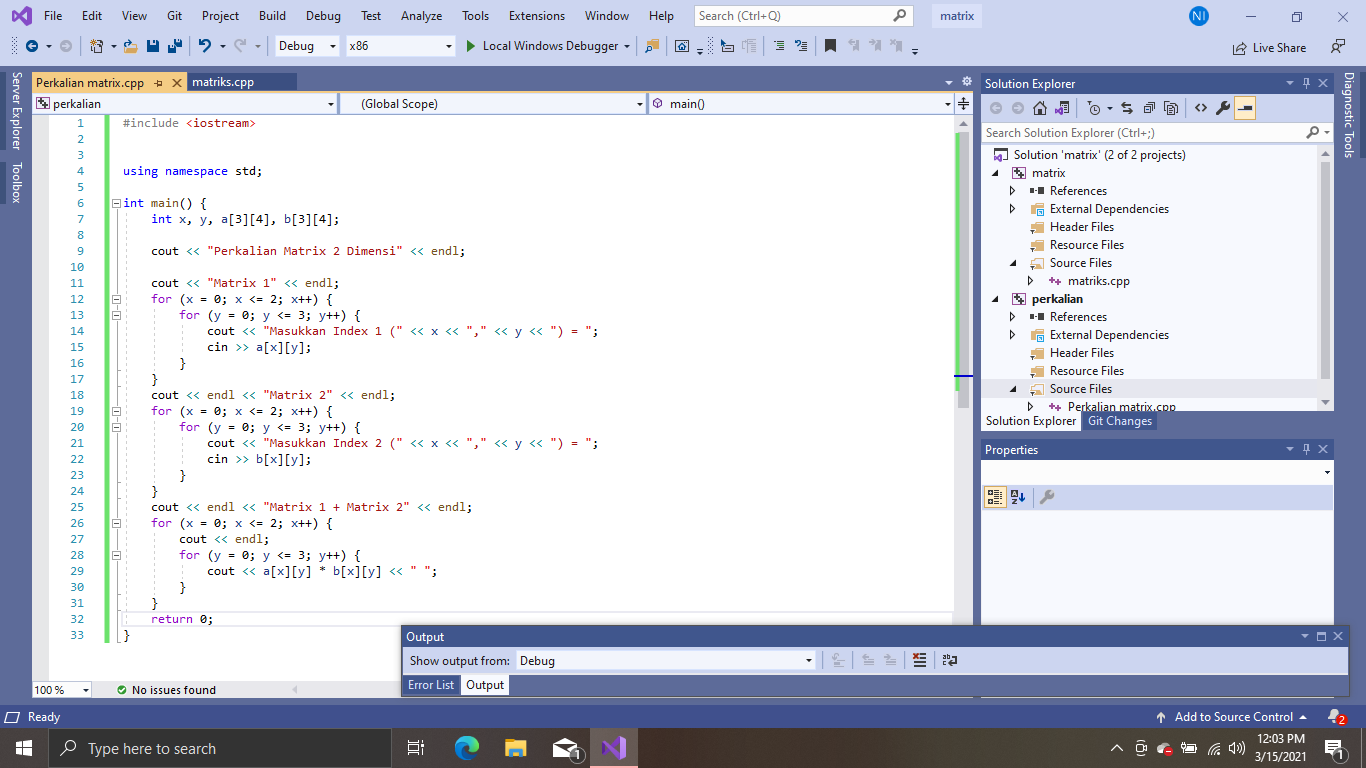 File Edit View Git Project Build Debug Test Analyze Tools Extensions Window Help Search (Ctrl+Q) matrix NI
Debug x86 Local Windows Debugger Live Share
Server Explorer
Toolbox
Perkalian matrix.cpp matriks.cpp
perkalian (Global Scope) main()
1 #include <iostream>
2
3
4 using namespace std;
5
6 int main() {
7 int x, y, a[3][4], b[3][4];
8
9 cout << "Perkalian Matrix 2 Dimensi" << endl;
10
11 cout << "Matrix 1" << endl;
12 for (x = 0; x <= 2; x++) {
13 for (y = 0; y <= 3; y++) {
14 cout << "Masukkan Index 1 (" << x << "," << y << ") = ";
15 cin >> a[x][y];
16 }
17 }
18 cout << endl << "Matrix 2" << endl;
19 for (x = 0; x <= 2; x++) {
20 for (y = 0; y <= 3; y++) {
21 cout << "Masukkan Index 2 (" << x << "," << y << ") = ";
22 cin >> b[x][y];
23 }
24 }
25 cout << endl << "Matrix 1 + Matrix 2" << endl;
26 for (x = 0; x <= 2; x++) {
27 cout << endl;
28 for (y = 0; y <= 3; y++) {
29 cout << a[x][y] * b[x][y] << " ";
30 }
31 }
32 return 0;
33 }
100 % No issues found
Solution Explorer
Search Solution Explorer (Ctrl+;)
Solution 'matrix' (2 of 2 projects)
matrix
References
External Dependencies
Header Files
Resource Files
Source Files
matriks.cpp
perkalian
References
External Dependencies
Header Files
Resource Files
Source Files
Perkalian matrix.cpp
Solution Explorer Git Changes
Properties
Diagnostic Tools
Output
Show output from: Debug
Error List Output
Ready Add to Source Control 2
Type here to search 1 12:03 PM
3/15/2021 1